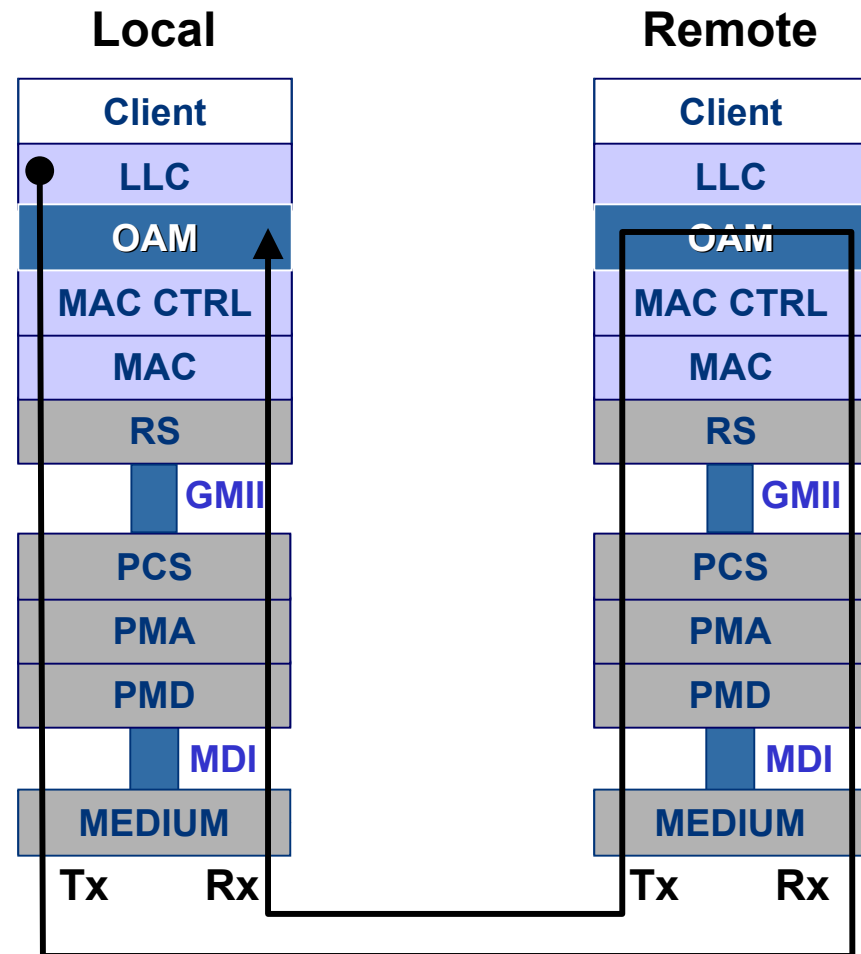 Local
Client
LLC
OAM
MAC CTRL
MAC
RS
GMII
PCS
PMA
PMD
MDI
MEDIUM
Tx Rx
Remote
Client
LLC
OAM
MAC CTRL
MAC
RS
GMII
PCS
PMA
PMD
MDI
MEDIUM
Tx Rx